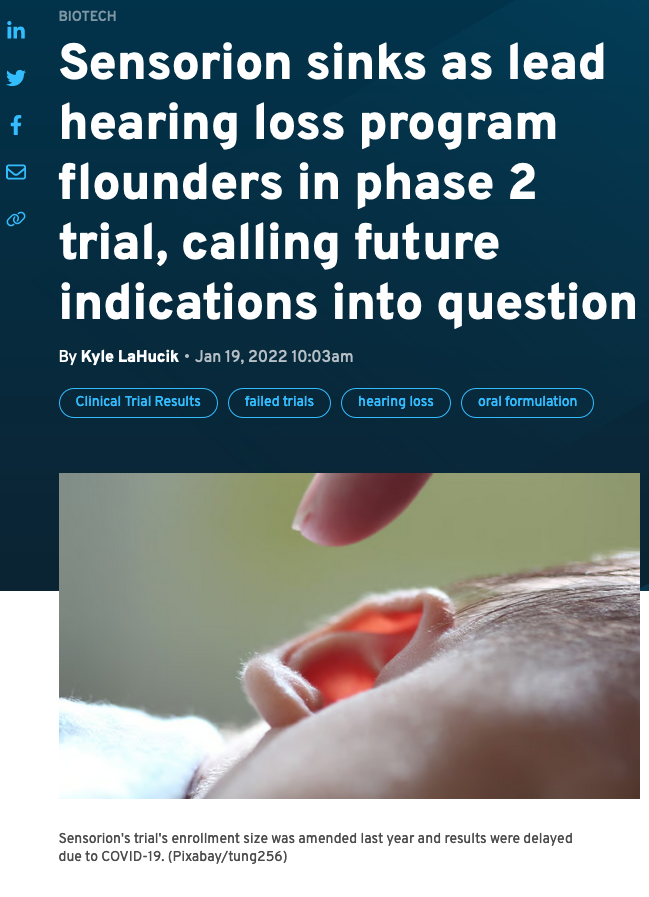 BIOTECH
Sensorion sinks as lead
hearing loss program
flounders in phase 2
trial, calling future
indications into question
By Kyle LaHucik • Jan 19, 2022 10:03am
Clinical Trial Results failed trials hearing loss oral formulation
Sensorion's trial's enrollment size was amended last year and results were delayed
due to COVID-19. (Pixabay/tung256)